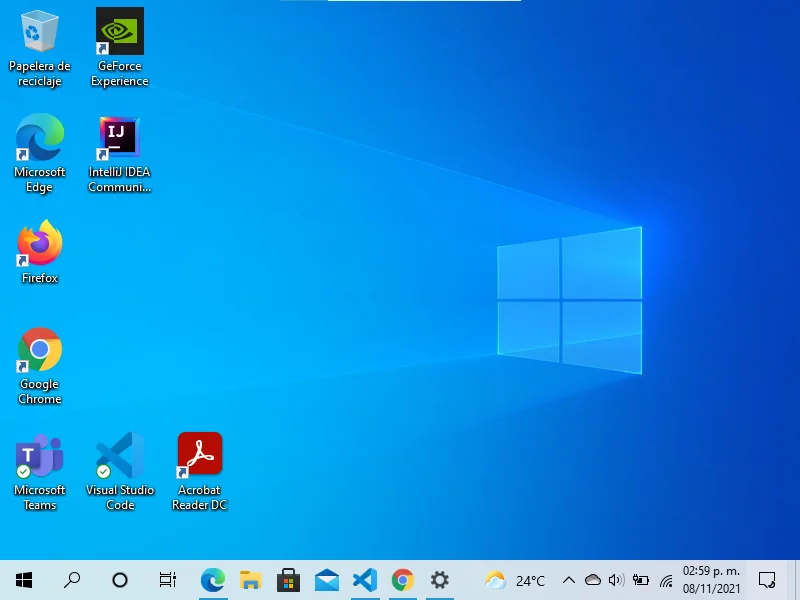 Papelera de
reciclaje
GeForce
Experience
Microsoft
Edge
IJ
IntelliJ IDEA
Communi...
Firefox
Google
Chrome
T
Microsoft
Teams
Visual Studio
Code
Acrobat
Reader DC
24°C
02:59 p. m.
08/11/2021